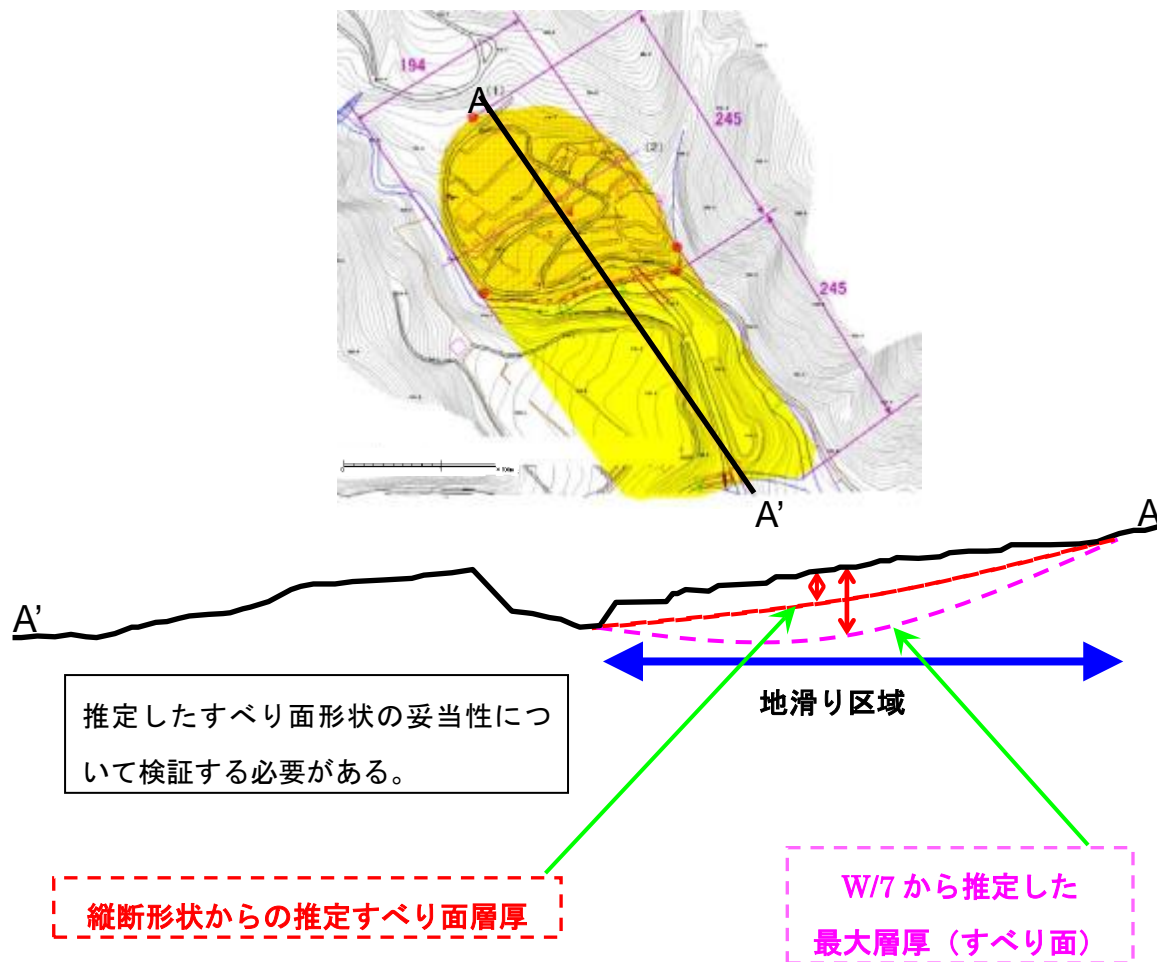 194
A
(1)
245
(2)
245
A'
A
A'
地滑り区域
推定したすべり面形状の妥当性につ
いて検証する必要がある。
W/7 から推定した
最大層厚（すべり面）
縦断形状からの推定すべり面層厚